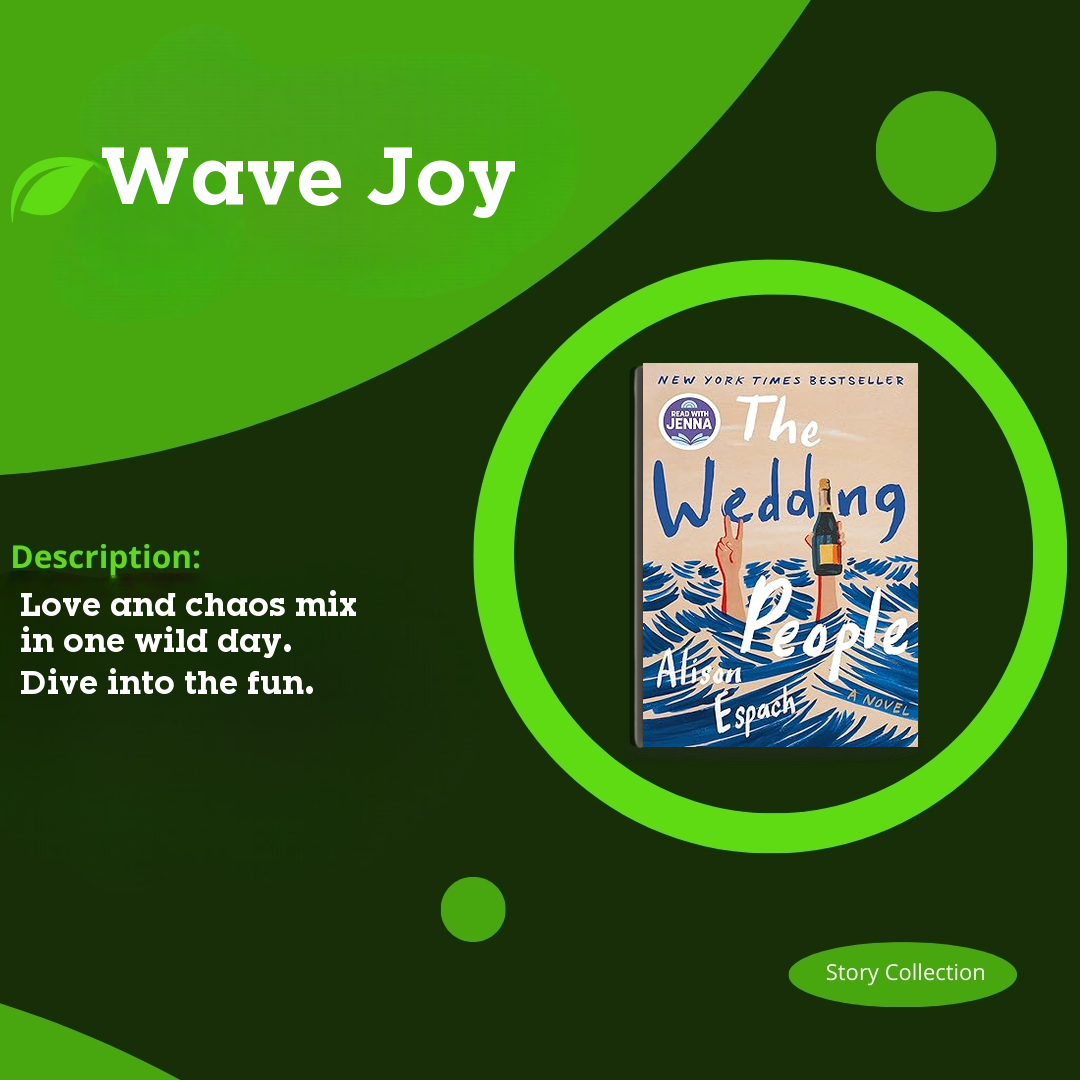 Wave Joy
NEW YORK TIMES BESTSELLER
READ WITH
JENNA
The
Wedding
People
Alison
Espach
A NOVEL
Description:
Love and chaos mix
in one wild day.
Dive into the fun.
Story Collection